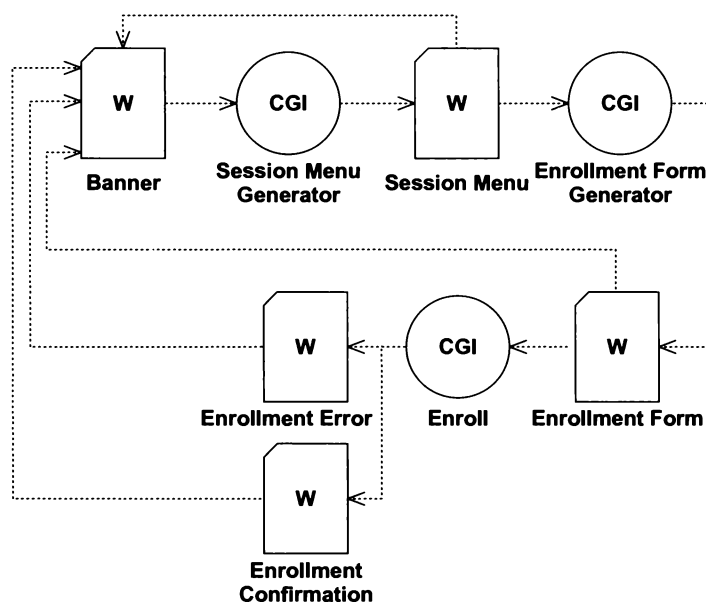 W
CGI
W
CGI
Banner
Session Menu
Generator
Session Menu
Enrollment Form
Generator
W
CGI
W
Enrollment Error
Enroll
Enrollment Form
W
Enrollment
Confirmation